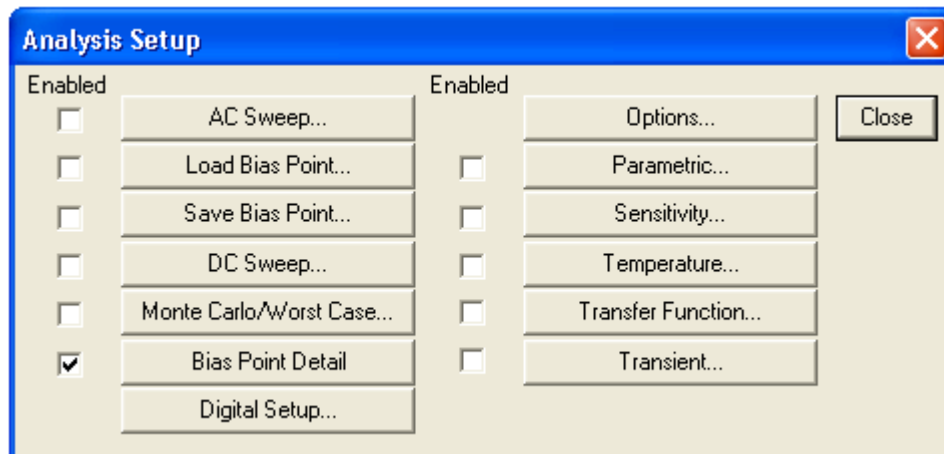 Analysis Setup
Enabled
AC Sweep...
Load Bias Point...
Save Bias Point...
DC Sweep...
Monte Carlo/Worst Case...
Bias Point Detail
Digital Setup...
Enabled
Options...
Parametric...
Sensitivity...
Temperature...
Transfer Function...
Transient...
Close